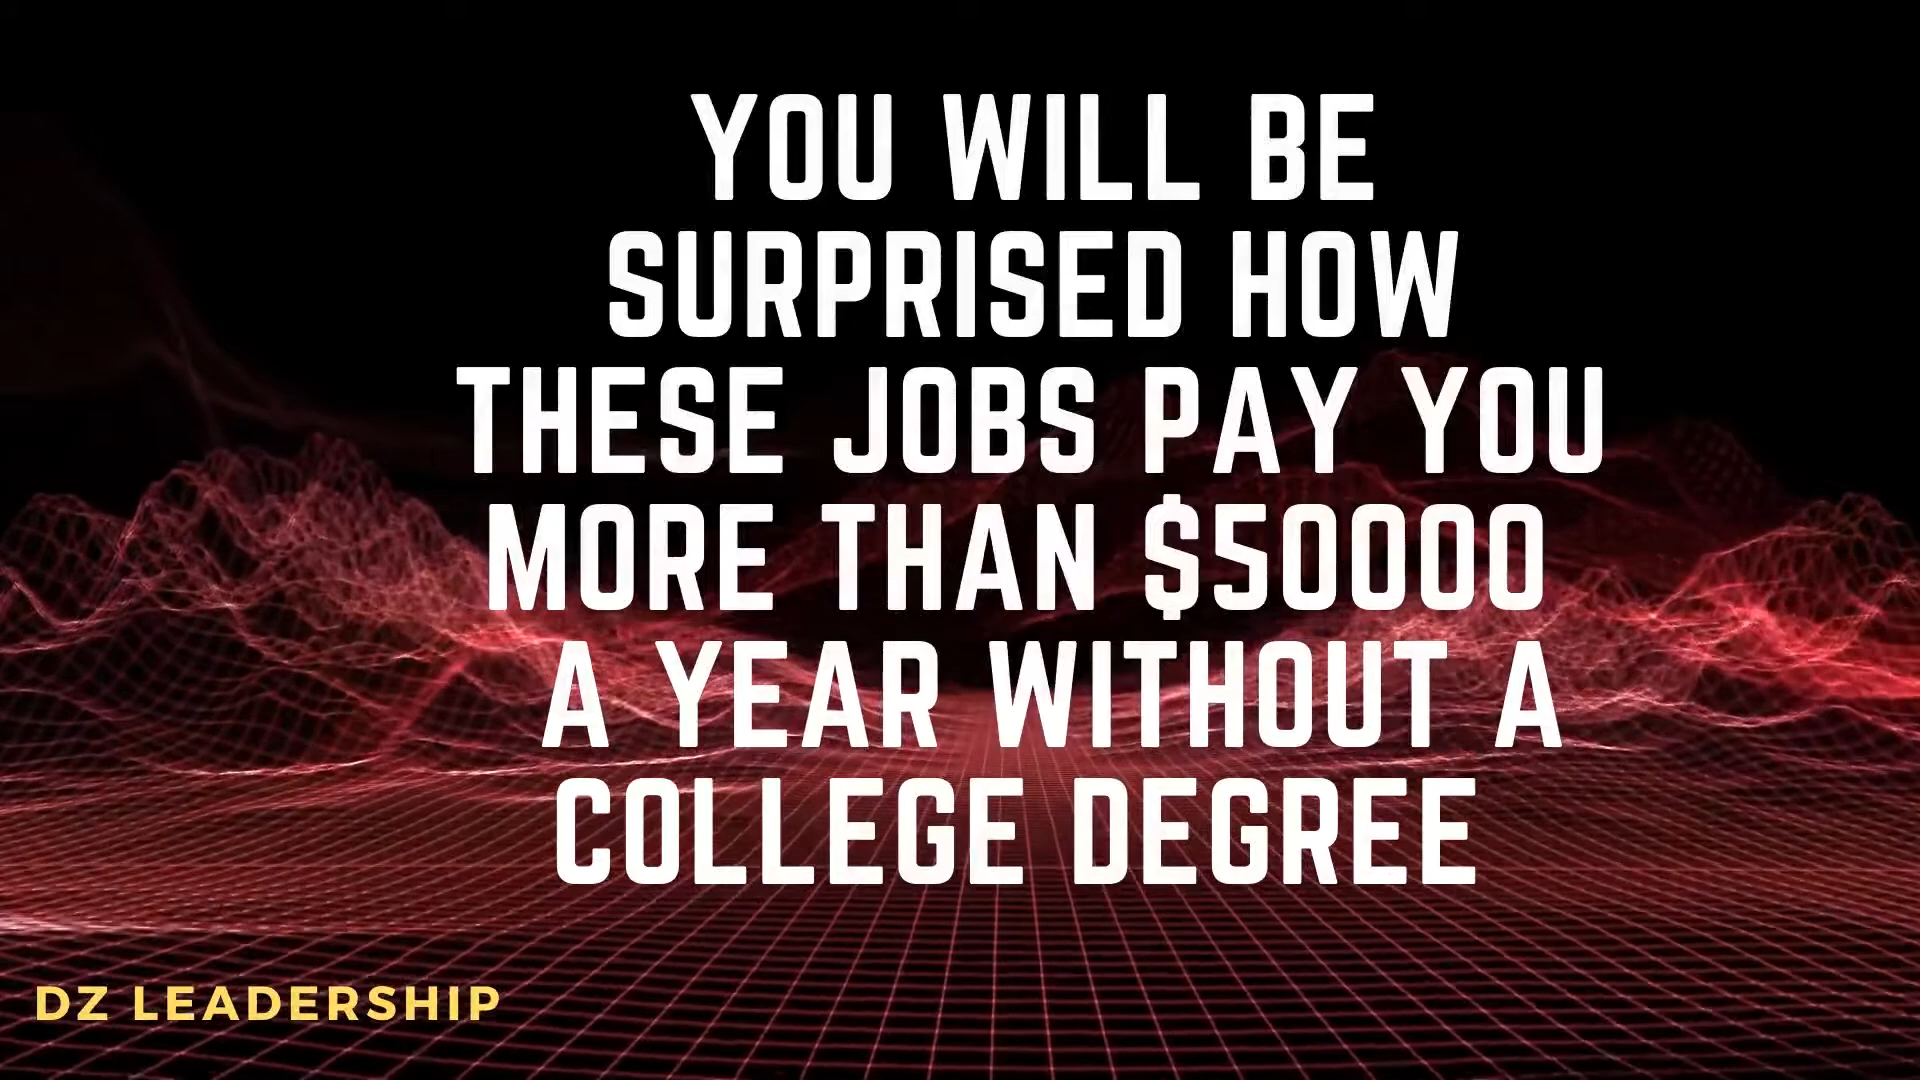 YOU WILL BE
SURPRISED HOW
THESE JOBS PAY YOU
MORE THAN $50000
A YEAR WITHOUT A
COLLEGE DEGREE
DZ LEADERSHIP